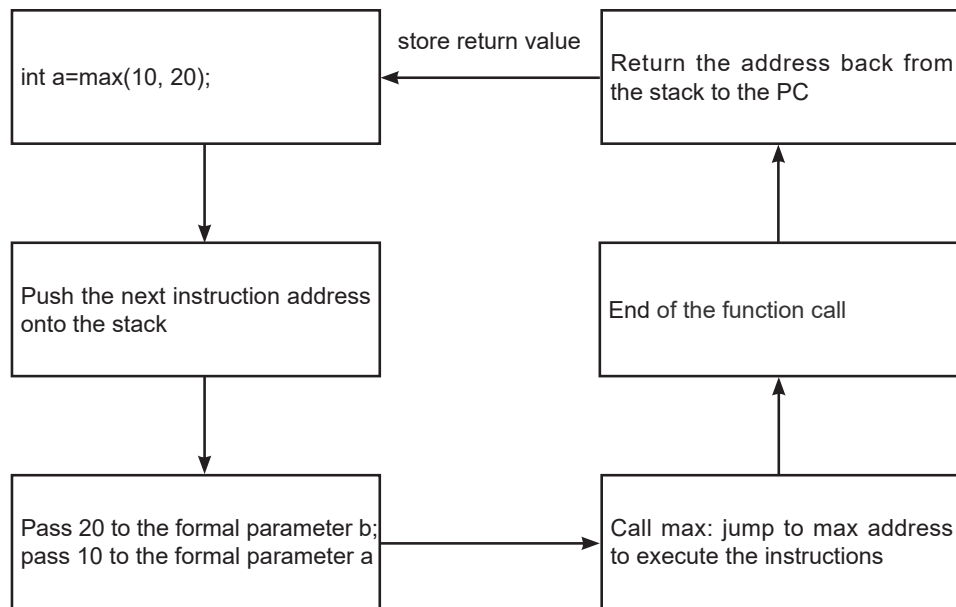 int a=max(10, 20);
store return value
Return the address back from
the stack to the PC
Push the next instruction address
onto the stack
End of the function call
Pass 20 to the formal parameter b;
pass 10 to the formal parameter a
Call max: jump to max address
to execute the instructions